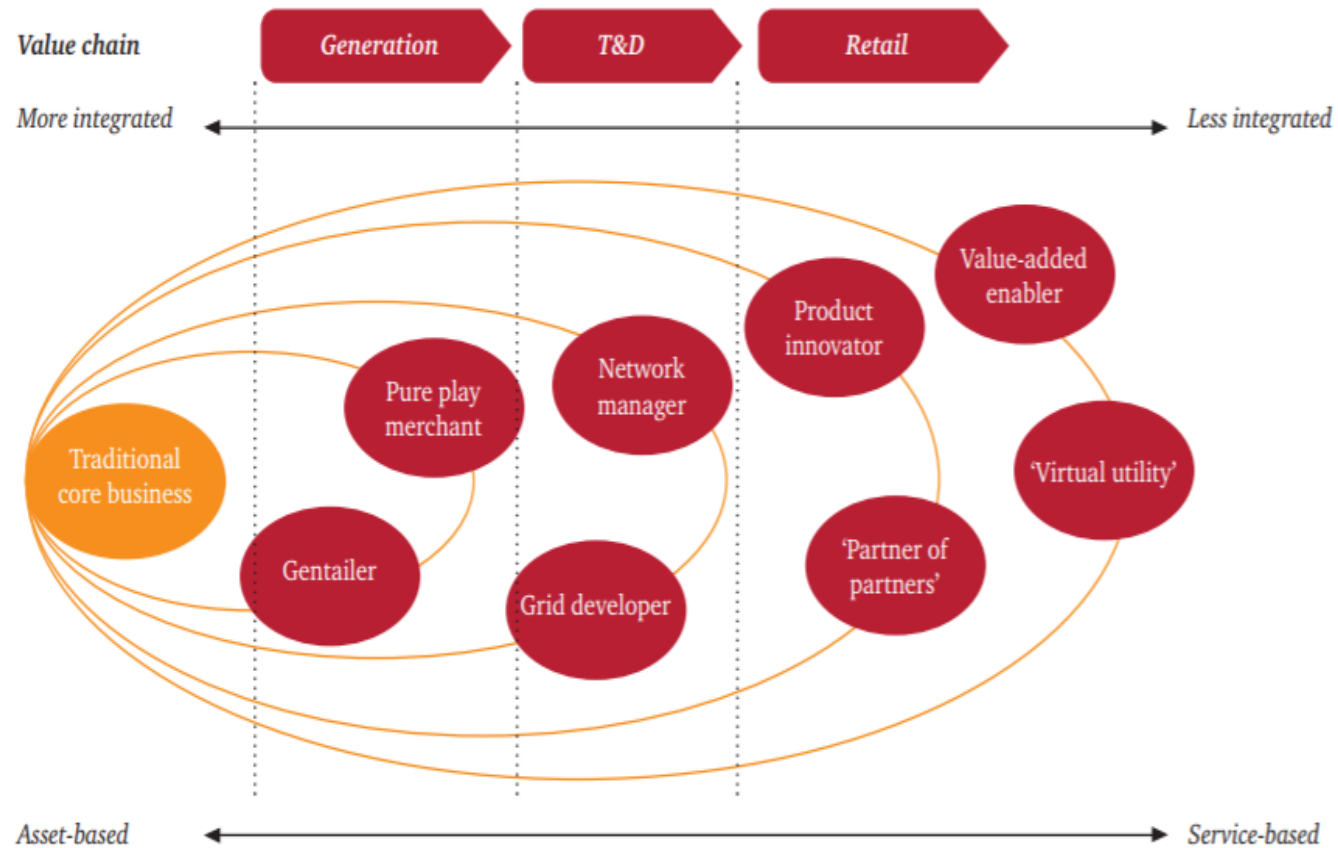 Value chain
Generation
T&D
Retail
More integrated
Less integrated
Value-added
enabler
Product
innovator
Network
manager
Pure play
merchant
Traditional
core business
‘Virtual utility’
Gentailer
Grid developer
‘Partner of
partners’
Asset-based
Service-based